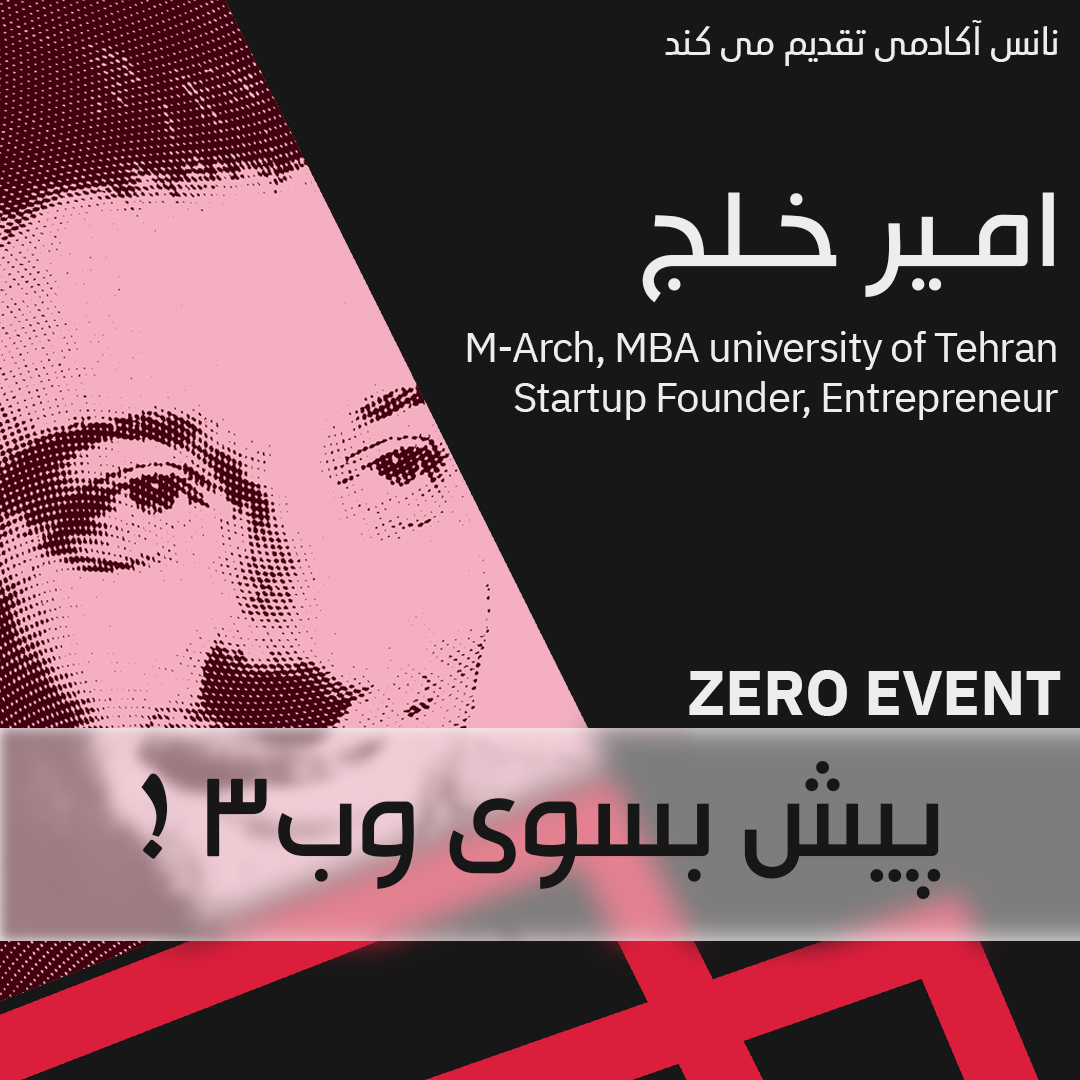 نانس آکادمی تقدیم می کند
امیر خلج
M-Arch, MBA university of Tehran
Startup Founder, Entrepreneur
ZERO EVENT
پیش بسوی وب۳ !